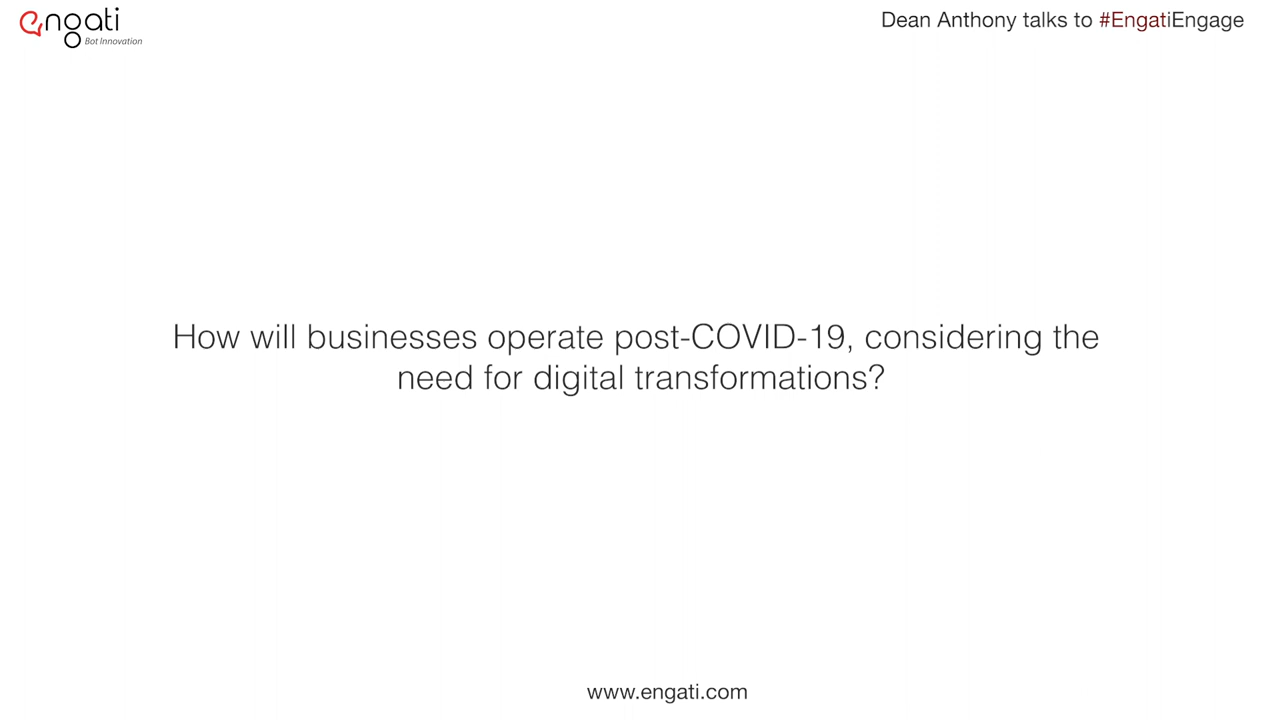 engati
Bot Innovation
Dean Anthony talks to #EngatiEngage
How will businesses operate post-COVID-19, considering the
need for digital transformations?
www.engati.com